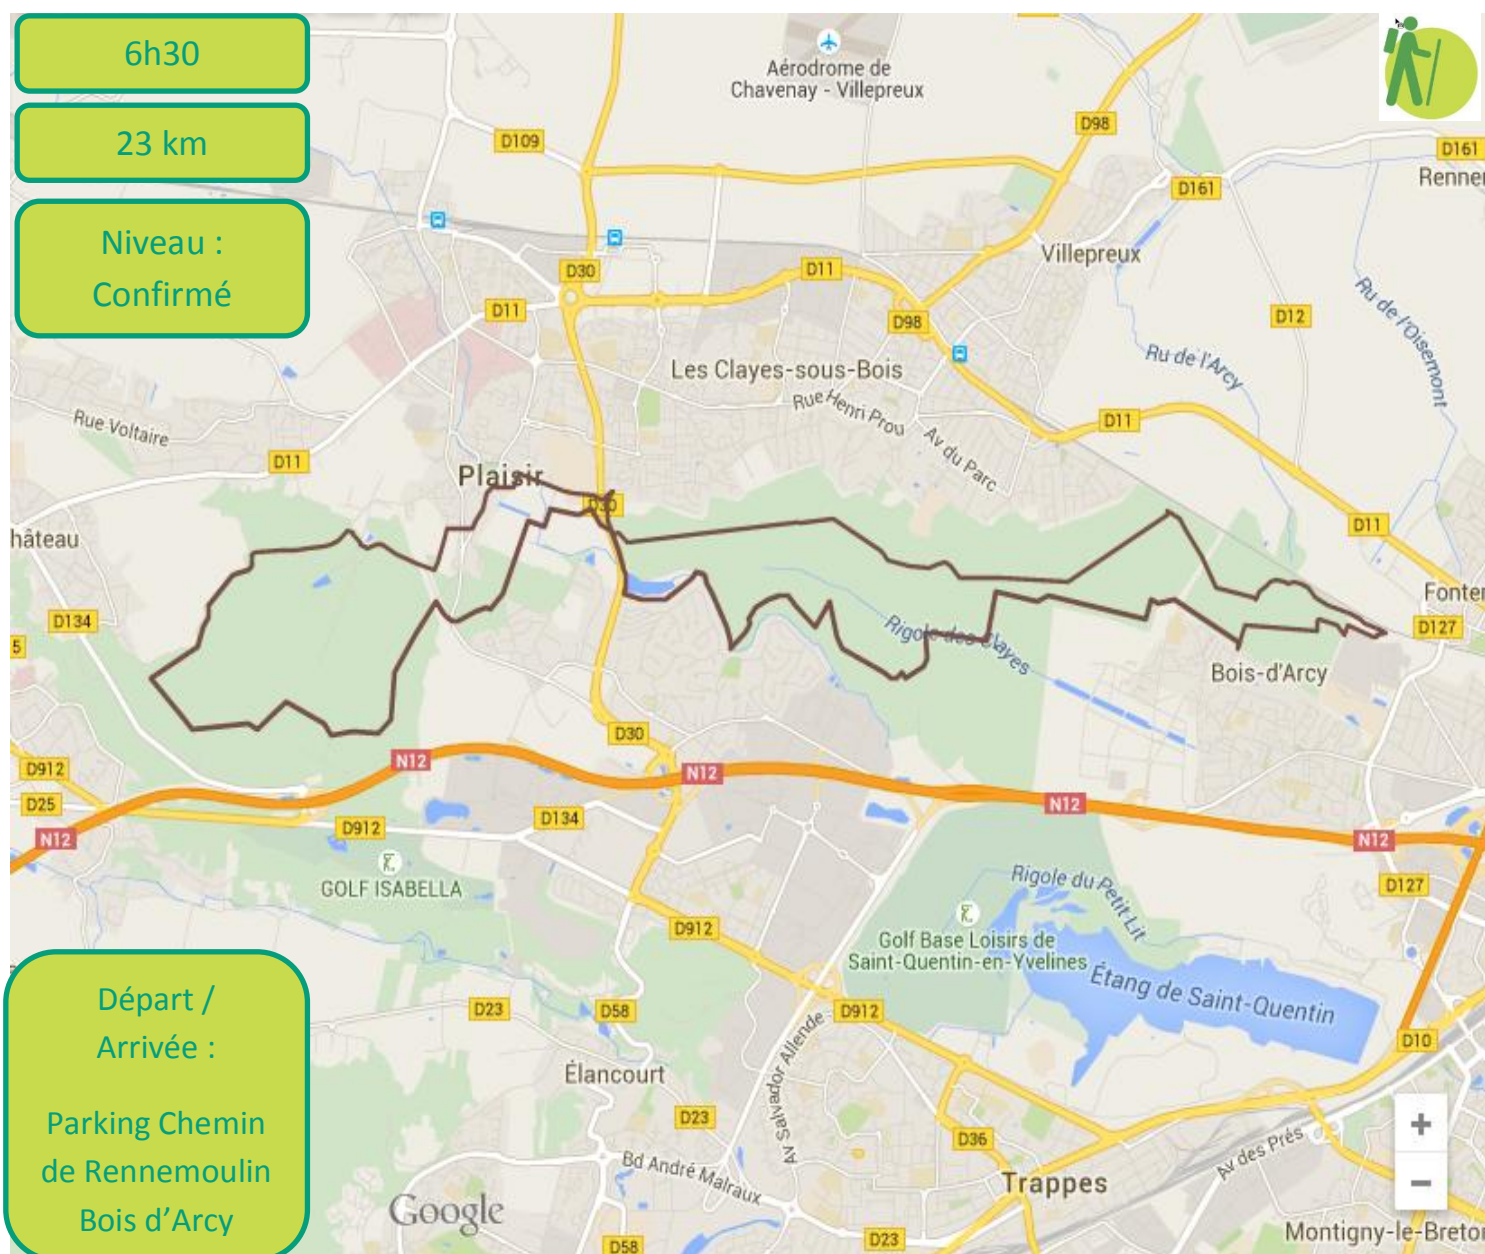 6h30
23 km
Niveau :
Confirmé
Départ /
Arrivée :
Parking Chemin
de Rennemoulin
Bois d’Arcy
Aérodrome de
Chavenay - Villepreux
D98
D109
D161
D161
Renne
Villepreux
D30
D11
D11
D98
D12
Ru de l'Oisemont
Ru de l'Arcy
Les Clayes-sous-Bois
Rue Henri Prou
Av du Parc
D11
Rue Voltaire
D11
Plaisir
D30
D11
hâteau
D134
5
Fonte
D127
Rigole des Clayes
Bois-d'Arcy
D30
N12
N12
N12
N12
N12
D912
D25
D912
D134
D127
GOLF ISABELLA
Rigole du Petit Lit
D912
Golf Base Loisirs de
Saint-Quentin-en-Yvelines
Étang de Saint-Quentin
D23
D58
D912
D10
Élancourt
Av Salvador Allende
D23
D36
Bd André Malraux
Av des Prés
Trappes
+
−
Google
D58
D23
Montigny-le-Breto